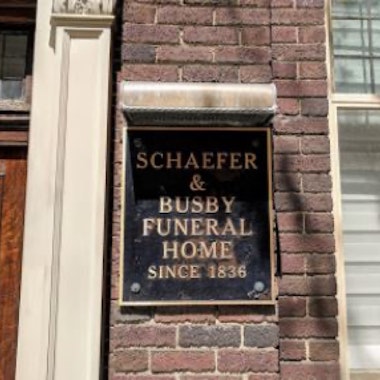 SCHAEFER
&
BUSBY
FUNERAL
HOME
SINCE 1836